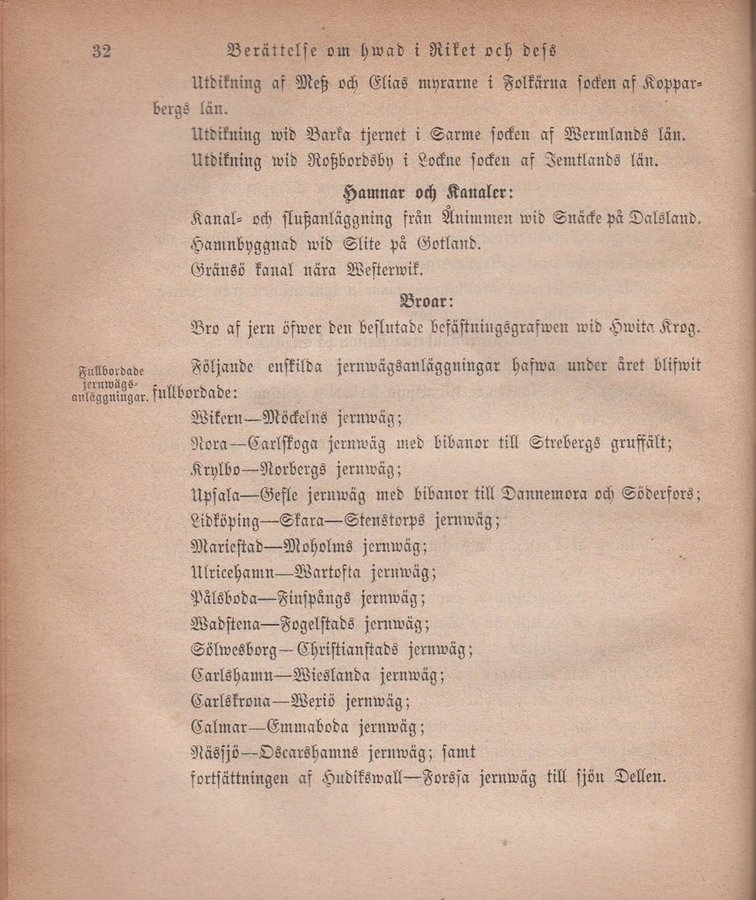 32 Berättelse om hwad i Riket och dess
Utdikning af Meß och Elias myrarne i Folkärna socken af Koppar-
bergs län.
Utdikning wid Barka tjernet i Sarme socken af Wermlands län.
Utdikning wid Roßbordsby i Lockne socken af Jemtlands län.
Hamnar och Kanaler:
Kanal- och slußanläggning från Ånimmen wid Snäcke på Dalsland.
Hamnbyggnad wid Slite på Gotland.
Gränsö kanal nära Westerwik.
Broar:
Bro af jern öfwer den beslutade befästningsgrafwen wid Hwita Krog.
Fullbordade
jernwägs-
anläggningar.
Följande enskilda jernwägsanläggningar hafwa under året blifwit
fullbordade:
Wikern—Möckelns jernwäg;
Nora—Carlskoga jernwäg med bibanor till Strebergs gruffält;
Krylbo—Norbergs jernwäg;
Upsala—Gefle jernwäg med bibanor till Dannemora och Söderfors;
Lidköping—Skara—Stenstorps jernwäg;
Mariestad—Moholms jernwäg;
Ulricehamn—Wartofta jernwäg;
Pålsboda—Finspångs jernwäg;
Wadstena—Fogelstads jernwäg;
Sölwesborg—Christianstads jernwäg;
Carlshamn—Wieslanda jernwäg;
Carlskrona—Wexiö jernwäg;
Calmar—Emmaboda jernwäg;
Nässjö—Oscarshamns jernwäg; samt
fortsättningen af Hudikswall—Forssa jernwäg till sjön Dellen.